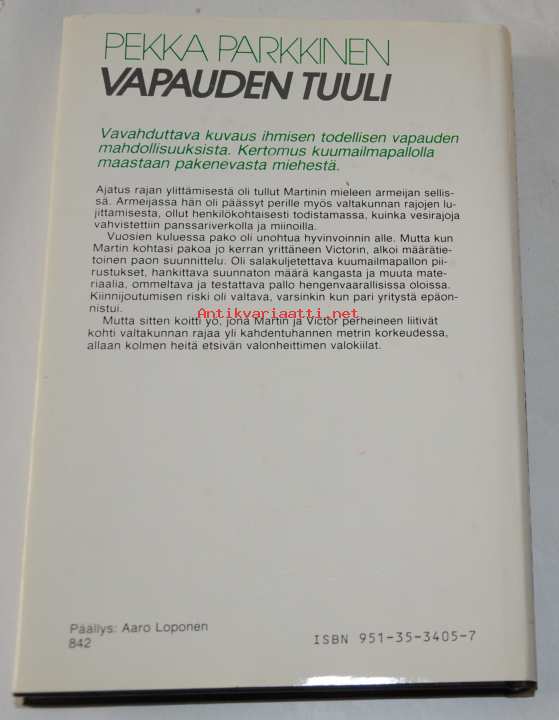 PEKKA PARKKINEN
VAPAUDEN TUULI
Vavahduttava kuvaus ihmisen todellisen vapauden
mahdollisuuksista. Kertomus kuumailmapallolla
maastaan pakenevasta miehestä.
Ajatus rajan ylittämisestä oli tullut Martinin mieleen armeijan sellis-
sä. Armeijassa hän oli päässyt perille myös valtakunnan rajojen lu-
jittamisesta, ollut henkilökohtaisesti todistamassa, kuinka vesirajoja
vahvistettiin panssariverkolla ja miinoilla.
Vuosien kuluessa pako oli unohtua hyvinvoinnin alle. Mutta kun
Martin kohtasi pakoa jo kerran yrittäneen Victorin, alkoi määrätie-
toinen paon suunnittelu. Oli salakuljetettava kuumailmapallon pii-
rustukset, hankittava suunnaton määrä kangasta ja muuta mate-
riaalia, ommeltava ja testattava pallo hengenvaarallisissa oloissa.
Kiinnijoutumisen riski oli valtava, varsinkin kun pari yritystä epäon-
nistui.
Antikvariaatti.net
Mutta sitten koitti yö, jona Martin ja Victor perheineen liitivät
kohti valtakunnan rajaa yli kahdentuhannen metrin korkeudessa,
allaan kolmen heitä etsivän valonheittimen valokiilat.
Päällys: Aaro Loponen
842
ISBN 951-35-3405-7